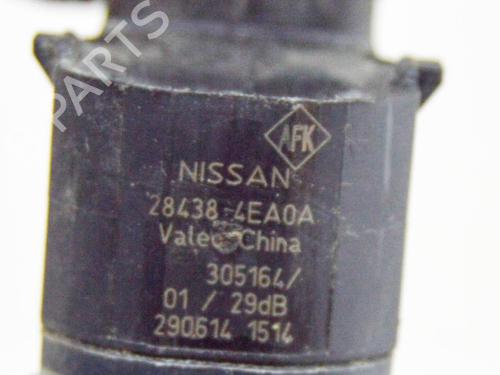 PARTS
AFK
NISSAN
28438 4EA0A
Valeo China
305164/
01 / 29dB
290614 1514